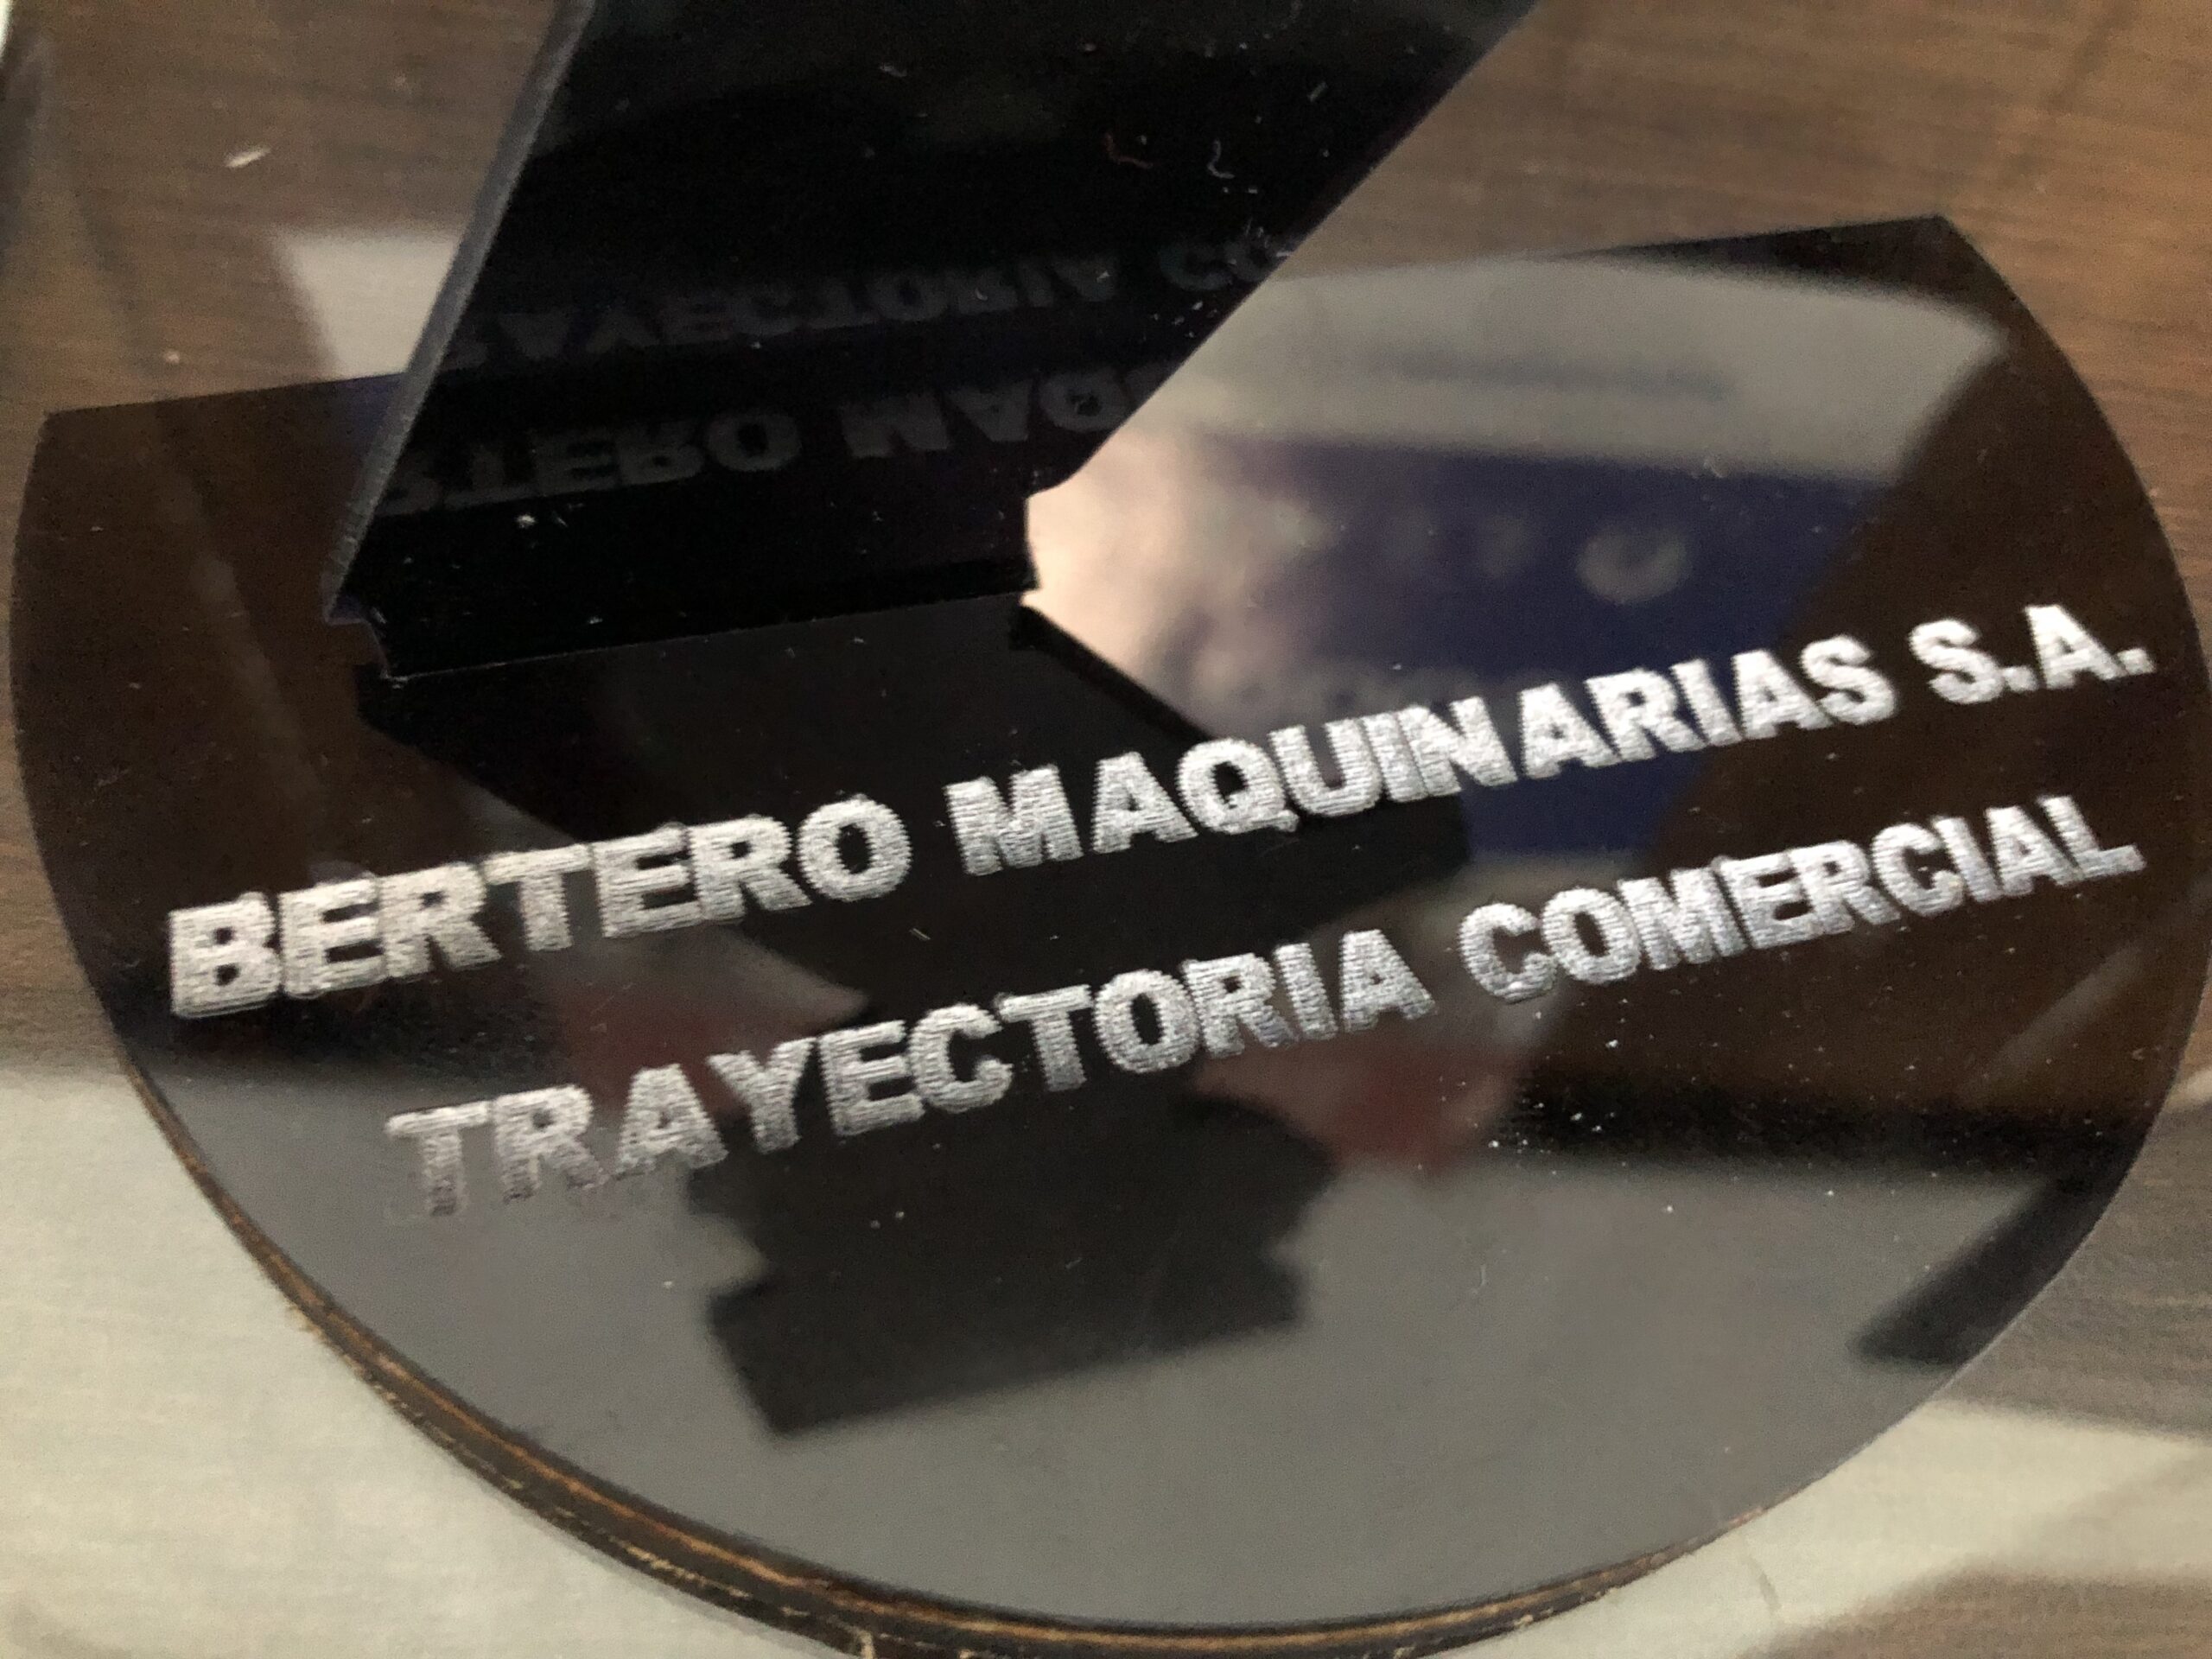 BERTERO MAQUINARIAS S.A.
TRAYECTORIA COMERCIAL